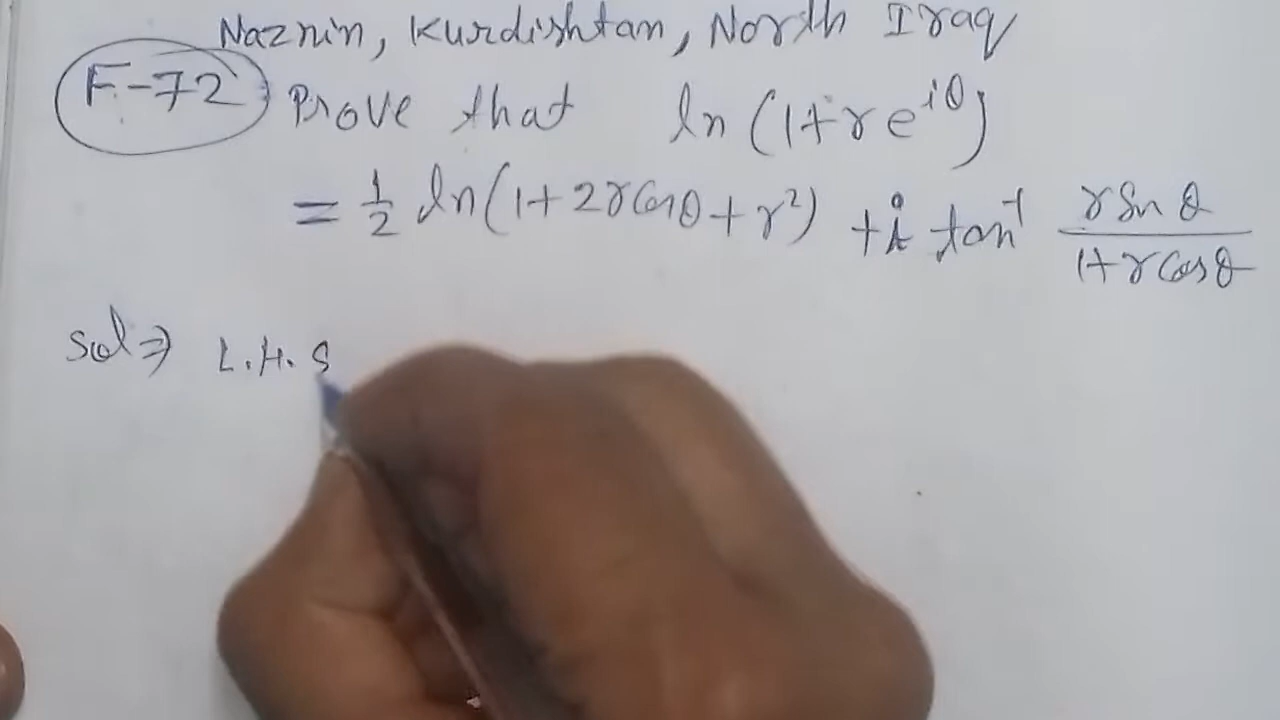 Naznin, Kurdishtan, North Iraq
F-72 Prove that ln(1+re^{iθ})
= 1/2 ln(1+2rCosθ+r²) + i tan⁻¹ rSinθ/1+rCosθ
Sol⇒ L.H.S